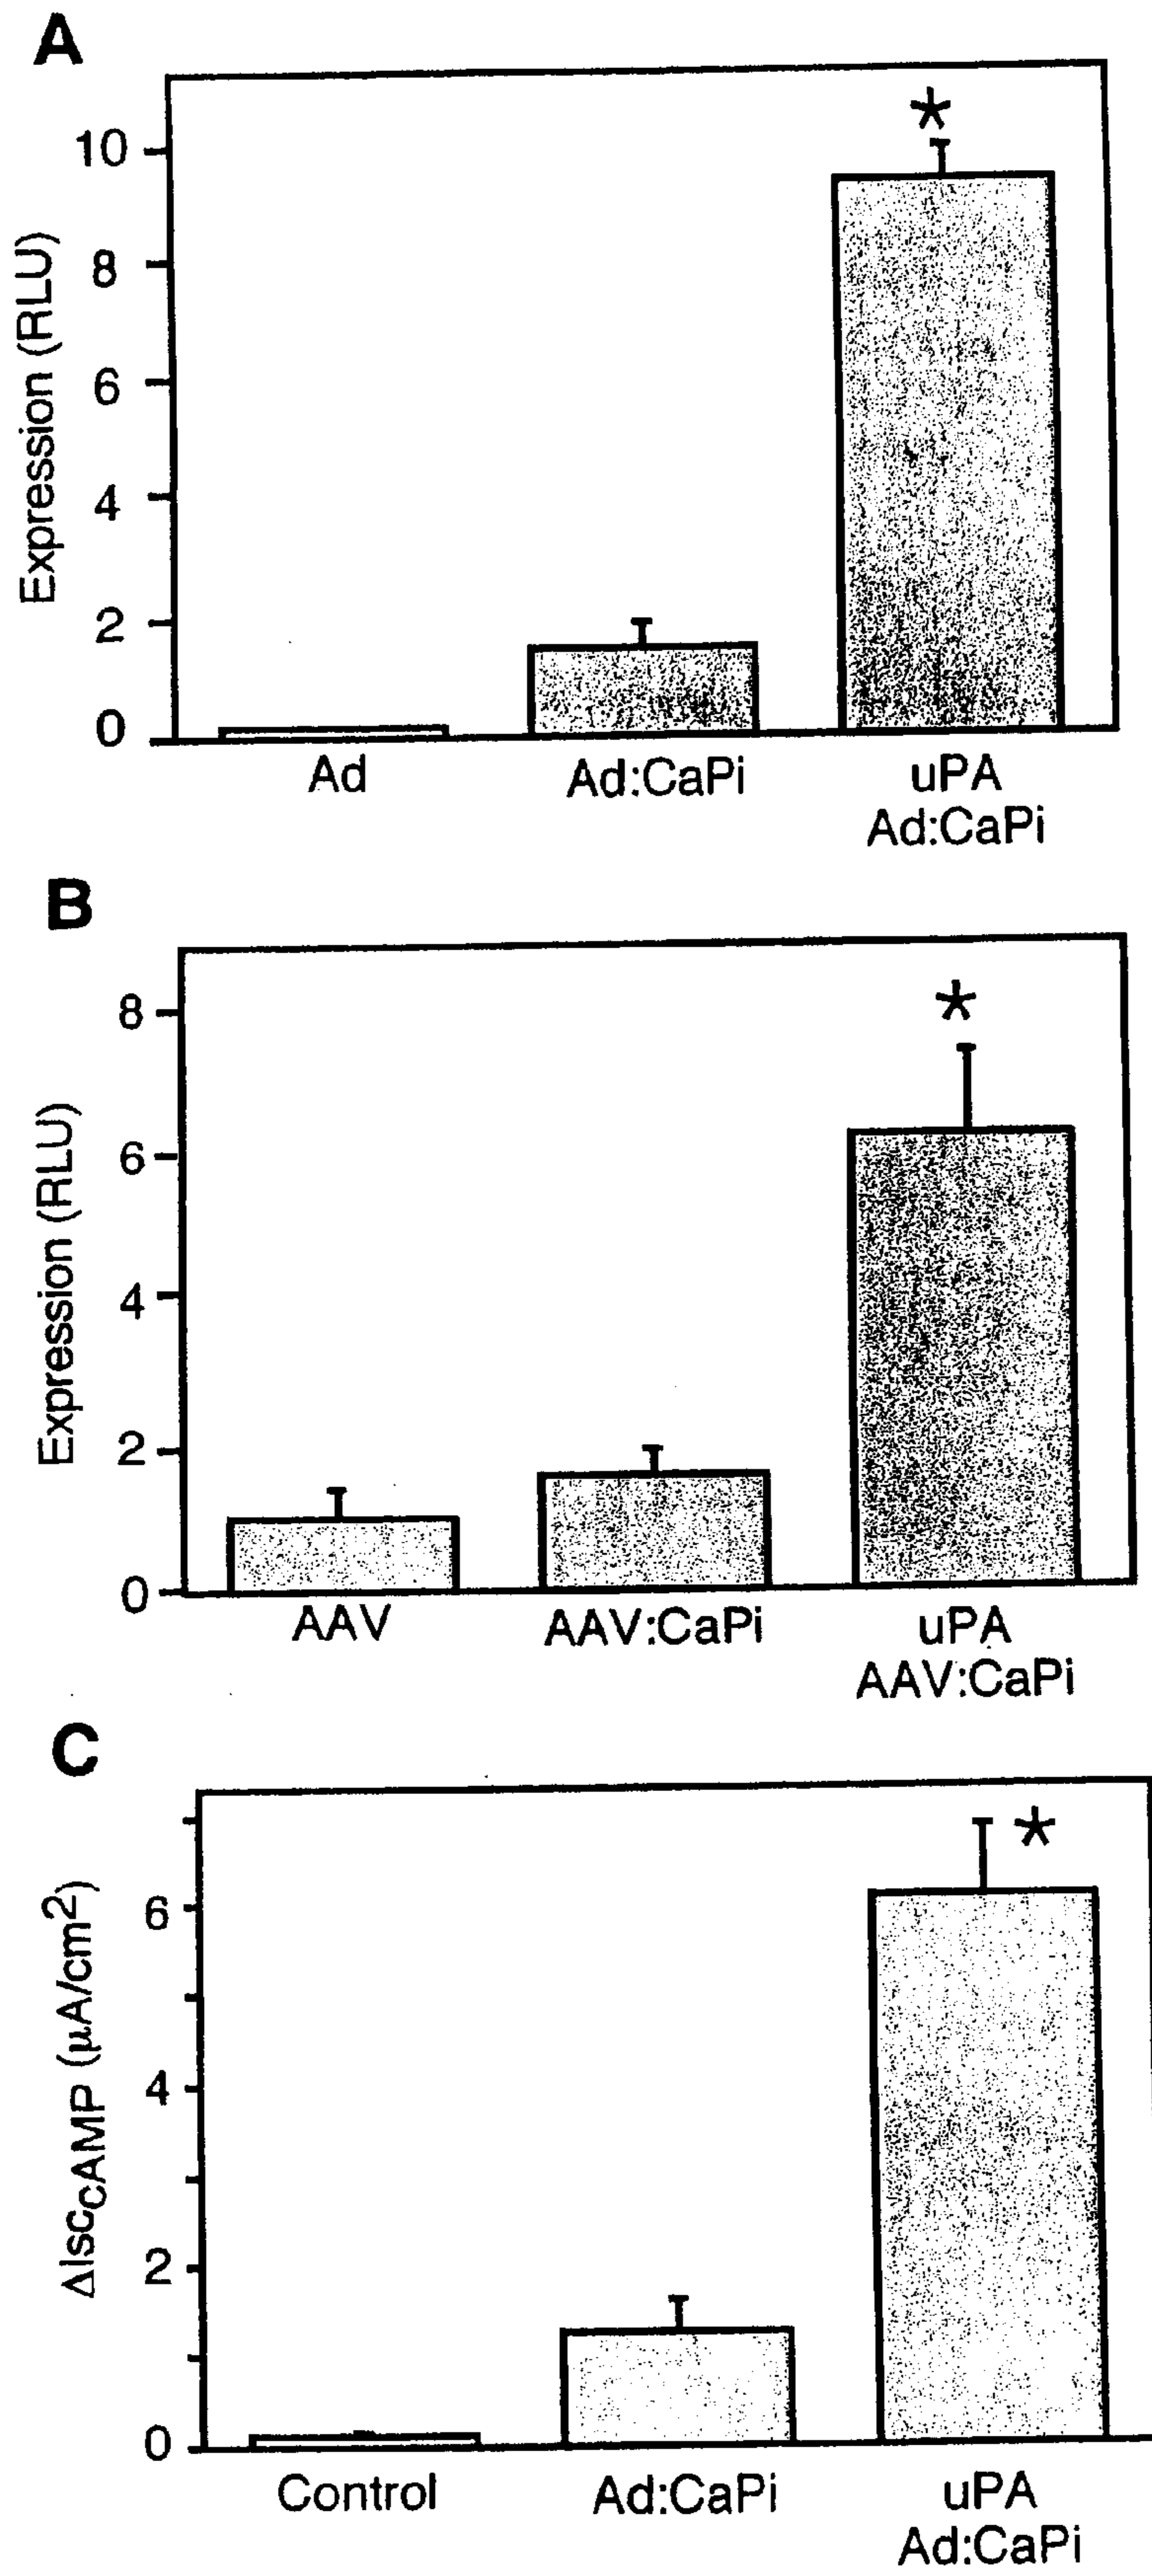 A
Expression (RLU)
10
8
6
4
2
0
*
Ad
Ad:CaPi
uPA
Ad:CaPi
B
Expression (RLU)
8
6
4
2
0
*
AAV
AAV:CaPi
uPA
AAV:CaPi
C
ΔIsccAMP (μA/cm2)
6
4
2
0
*
Control
Ad:CaPi
uPA
Ad:CaPi